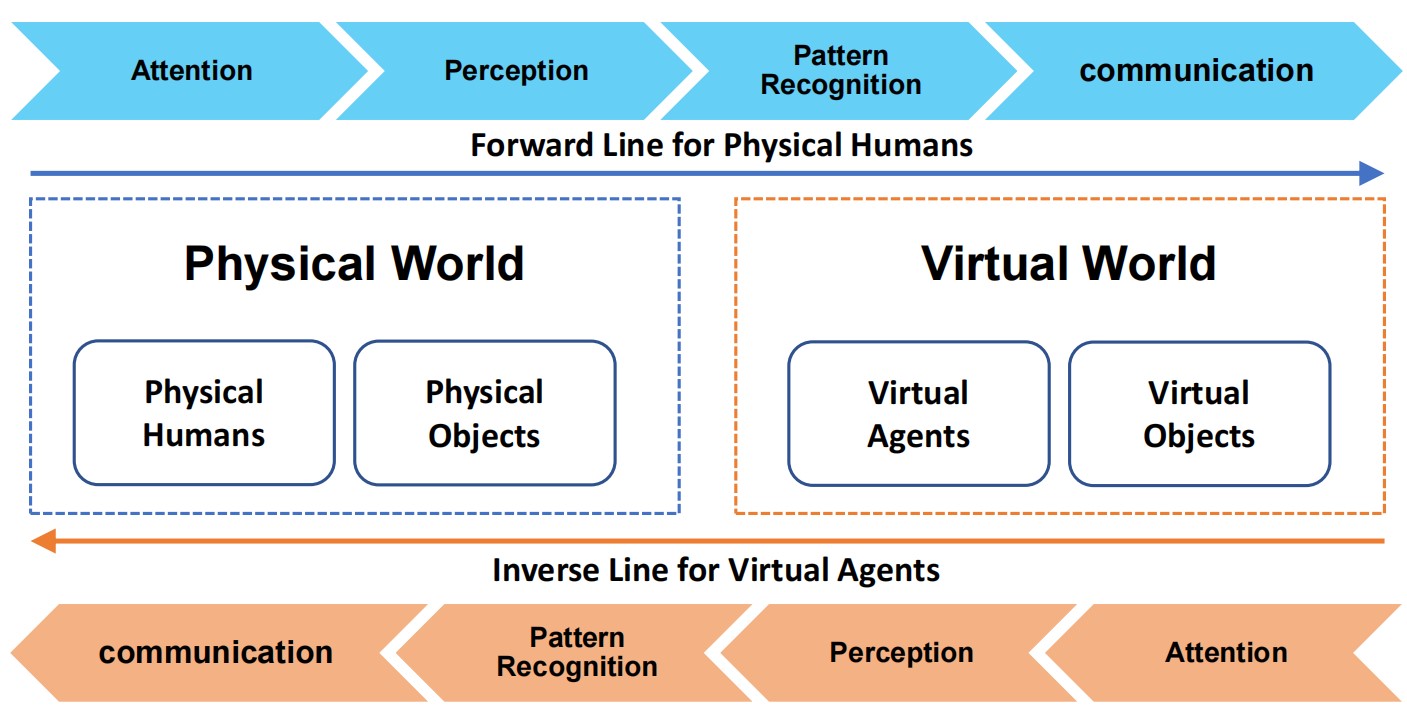 Attention
Perception
Pattern
Recognition
communication
Forward Line for Physical Humans
Physical World
Virtual World
Physical
Humans
Physical
Objects
Virtual
Agents
Virtual
Objects
Inverse Line for Virtual Agents
communication
Pattern
Recognition
Perception
Attention